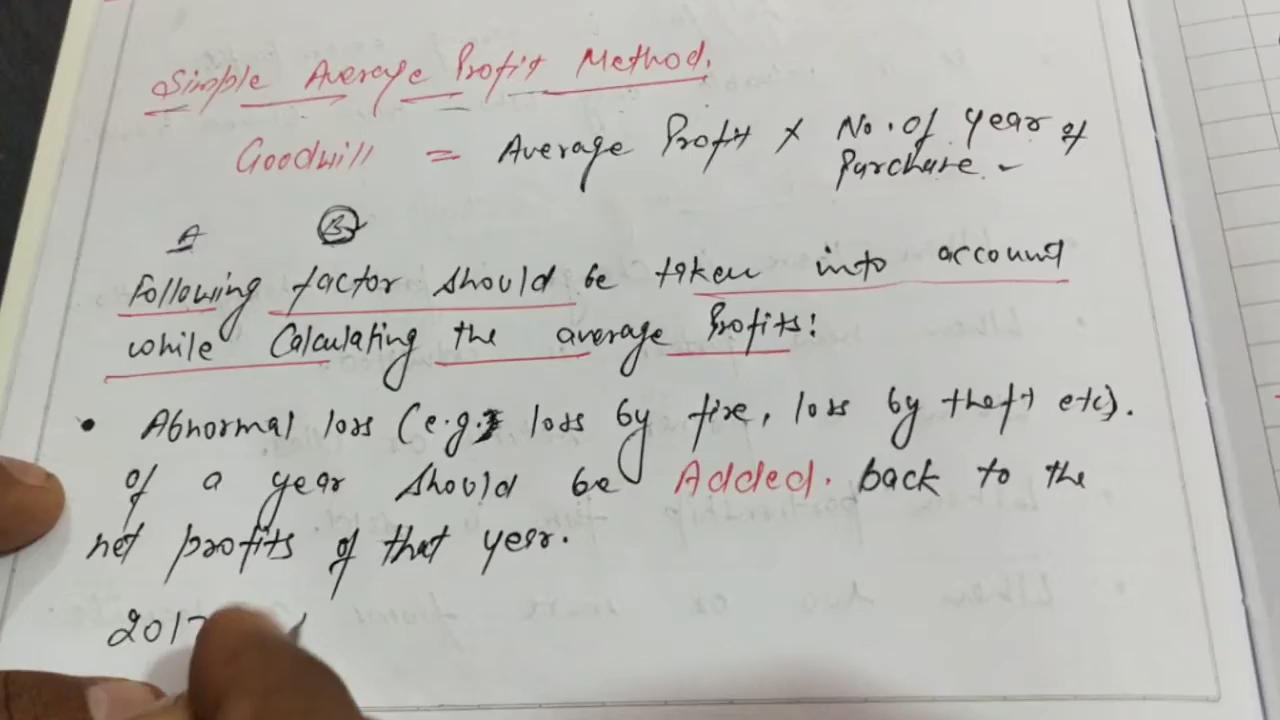 Simple Average Profit Method.
Goodwill = Average Profit × No. of year of
Purchase.
A B
Following factor should be taken into account
while Calculating the average Profits:
• Abnormal loss (e.g. loss by fire, loss by theft etc).
of a year should be Added. back to the
net profits of that year.
2017